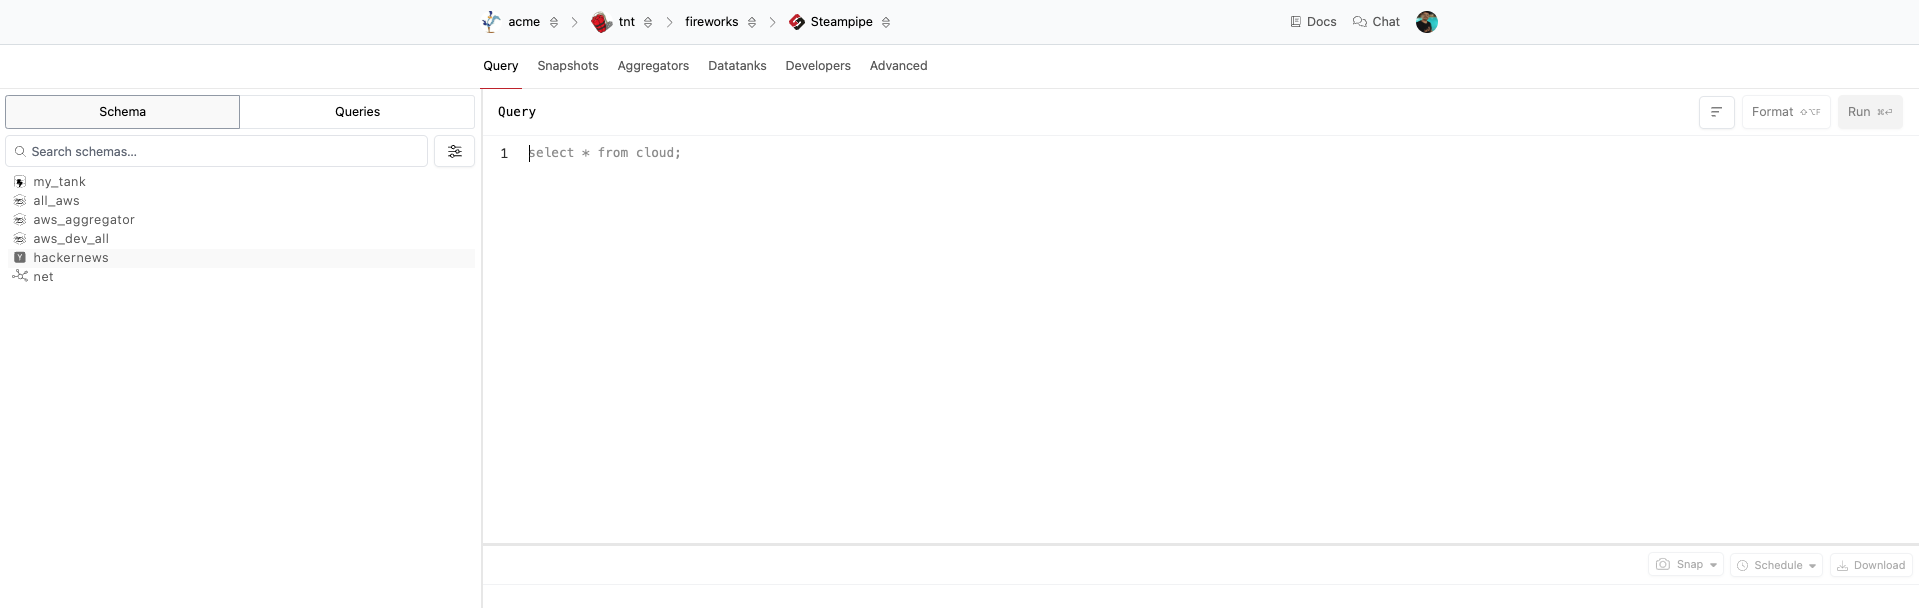 acme tnt fireworks Steampipe Docs Chat
Query Snapshots Aggregators Datatanks Developers Advanced
Schema Queries
Search schemas...
my_tank
all_aws
aws_aggregator
aws_dev_all
Y hackernews
net
Query Format ⇧⌥F Run ⌘⏎
1 select * from cloud;
Snap Schedule Download